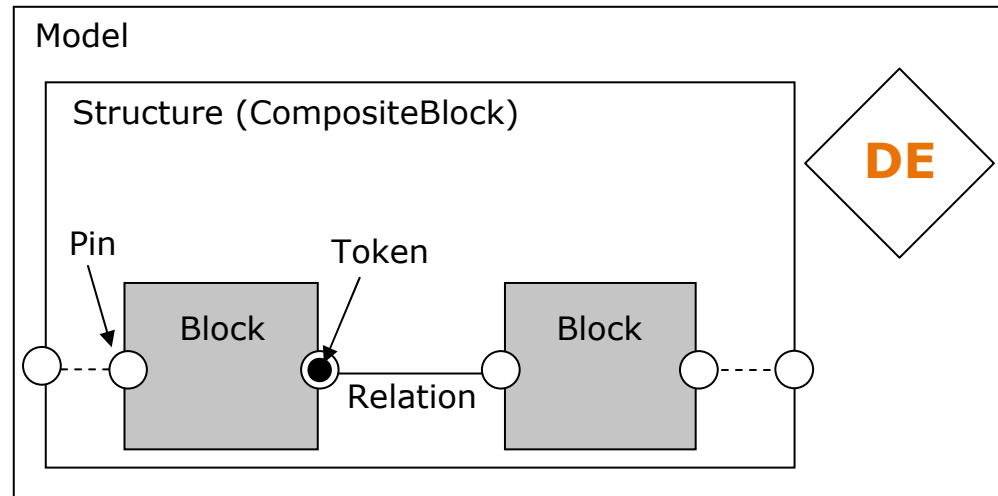 Model
Structure (CompositeBlock)
DE
Pin
Token
Block
Block
Relation